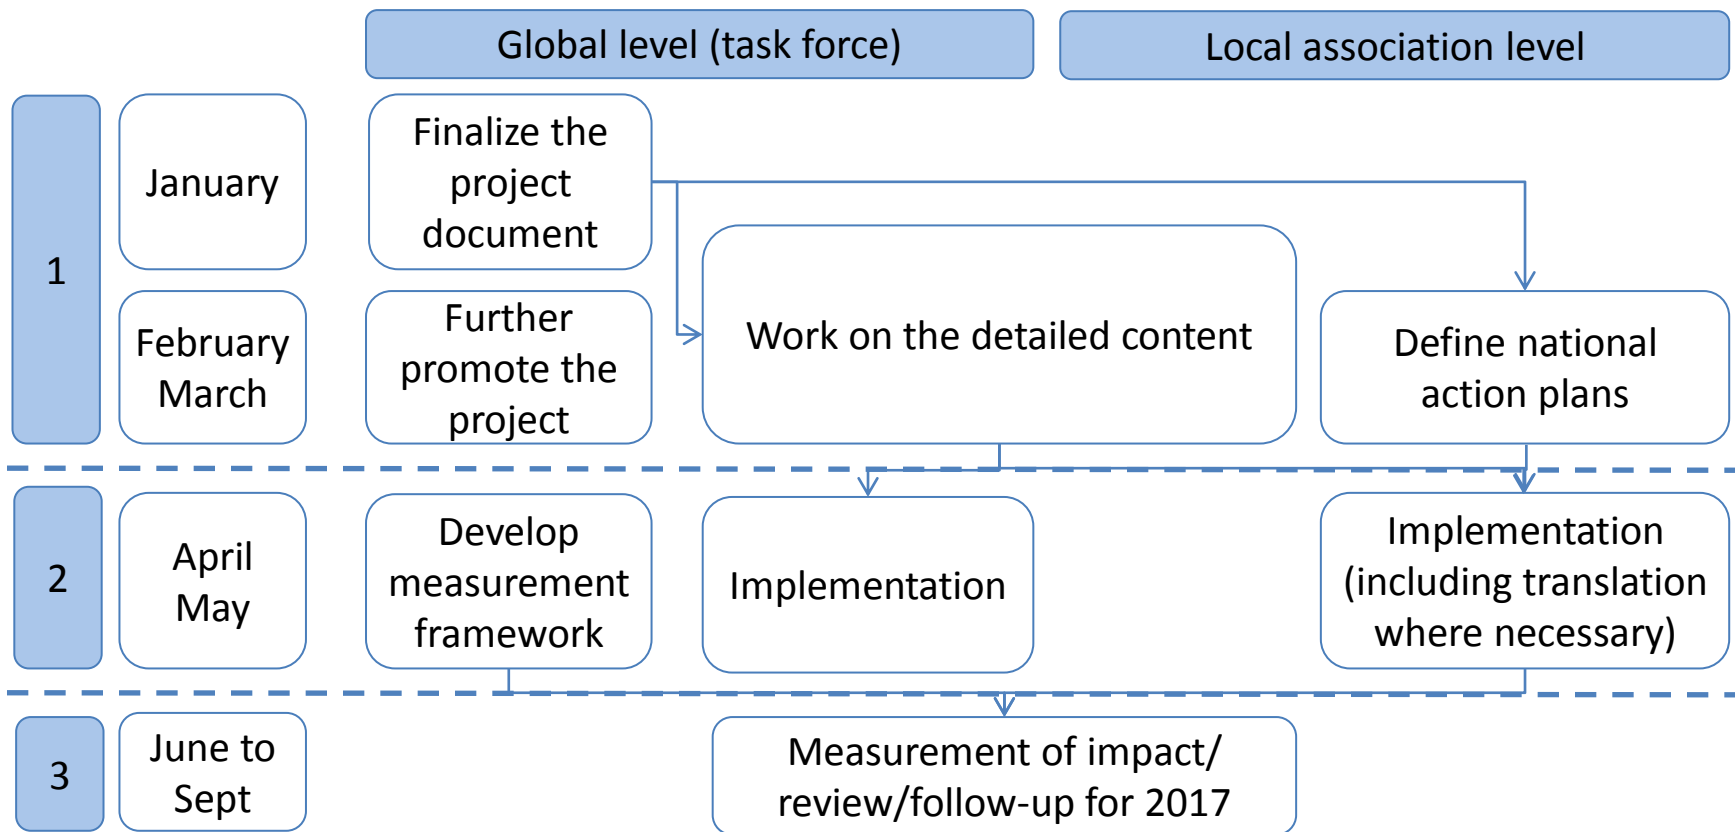 Global level (task force)
Local association level
1
January
Finalize the
project
document
February
March
Further
promote the
project
Work on the detailed content
Define national
action plans
2
April
May
Develop
measurement
framework
Implementation
Implementation
(including translation
where necessary)
3
June to
Sept
Measurement of impact/
review/follow-up for 2017